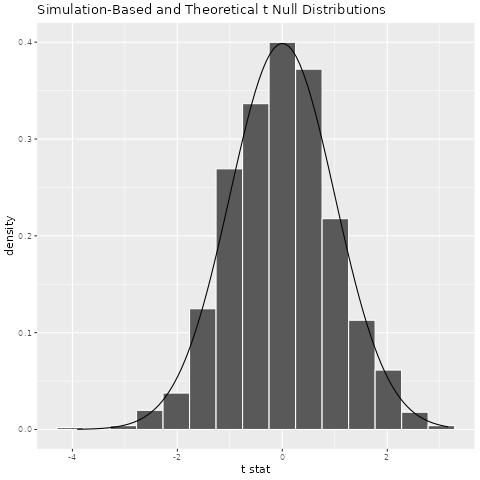 Simulation-Based and Theoretical t Null Distributions
0.4
0.3
0.2
0.1
0.0
density
-4 -2 0 2
t stat